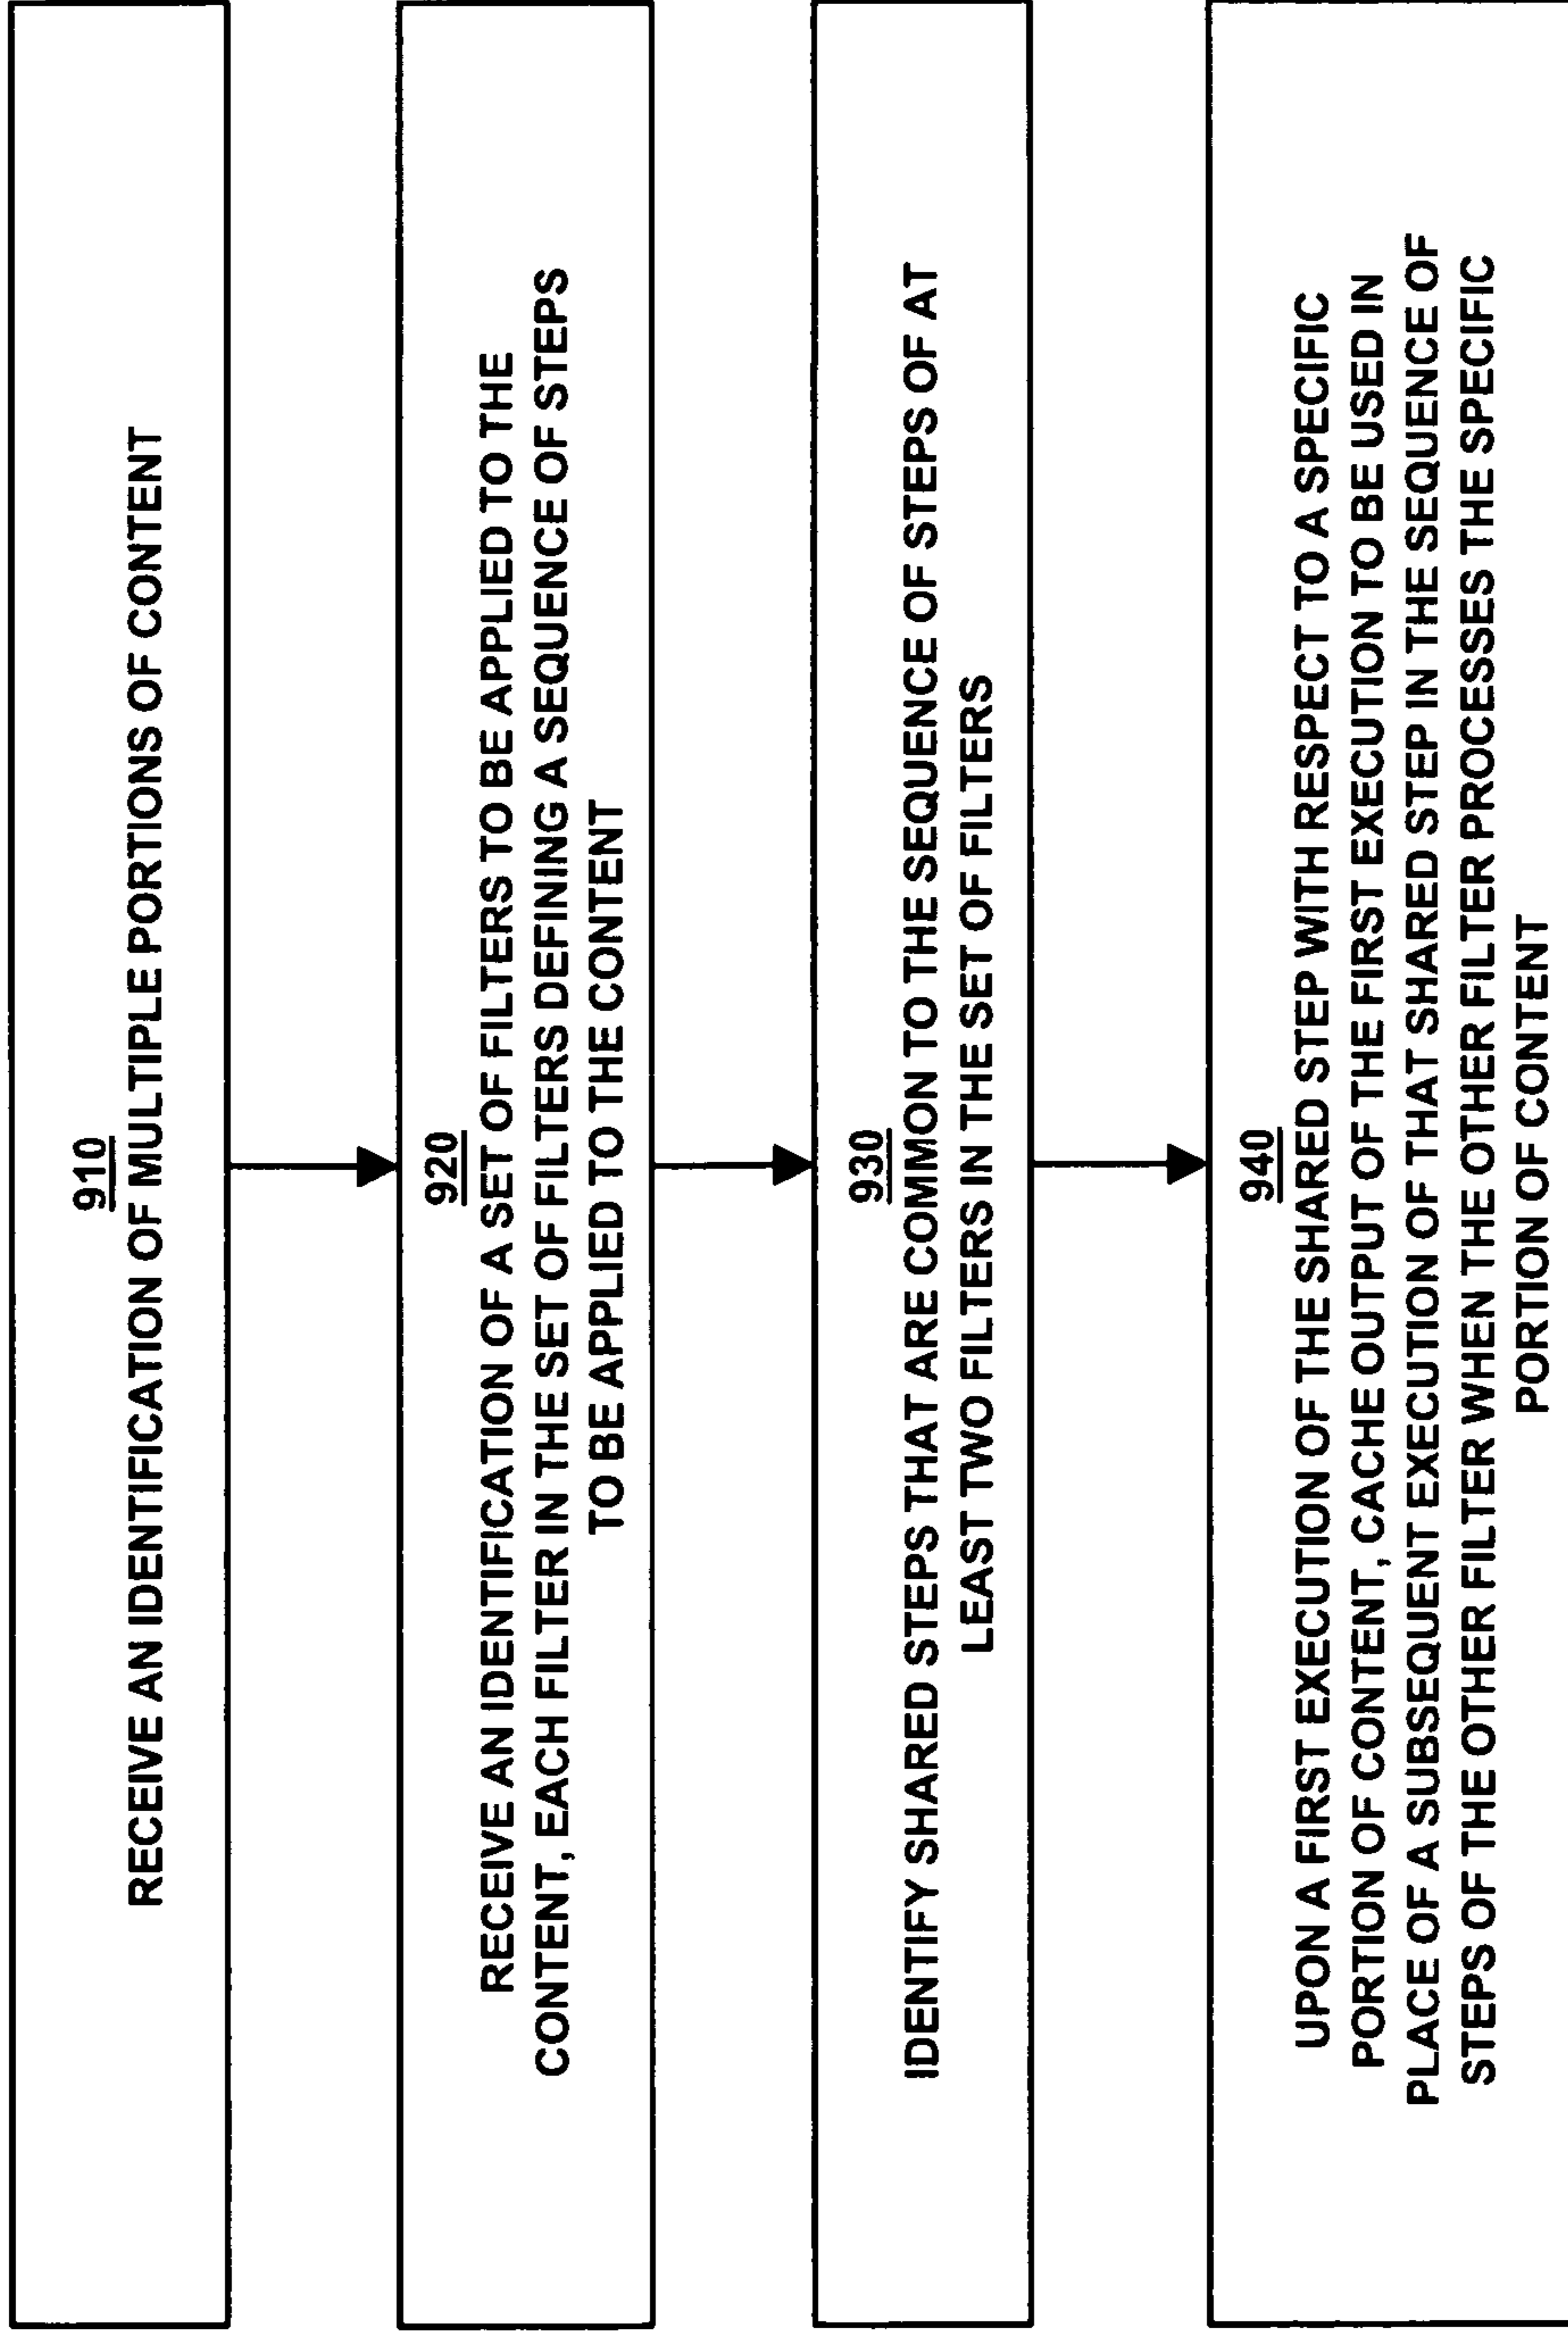 910
RECEIVE AN IDENTIFICATION OF MULTIPLE PORTIONS OF CONTENT
920
RECEIVE AN IDENTIFICATION OF A SET OF FILTERS TO BE APPLIED TO THE
CONTENT, EACH FILTER IN THE SET OF FILTERS DEFINING A SEQUENCE OF STEPS
TO BE APPLIED TO THE CONTENT
930
IDENTIFY SHARED STEPS THAT ARE COMMON TO THE SEQUENCE OF STEPS OF AT
LEAST TWO FILTERS IN THE SET OF FILTERS
940
UPON A FIRST EXECUTION OF THE SHARED STEP WITH RESPECT TO A SPECIFIC
PORTION OF CONTENT, CACHE OUTPUT OF THE FIRST EXECUTION TO BE USED IN
PLACE OF A SUBSEQUENT EXECUTION OF THAT SHARED STEP IN THE SEQUENCE OF
STEPS OF THE OTHER FILTER WHEN THE OTHER FILTER PROCESSES THE SPECIFIC
PORTION OF CONTENT